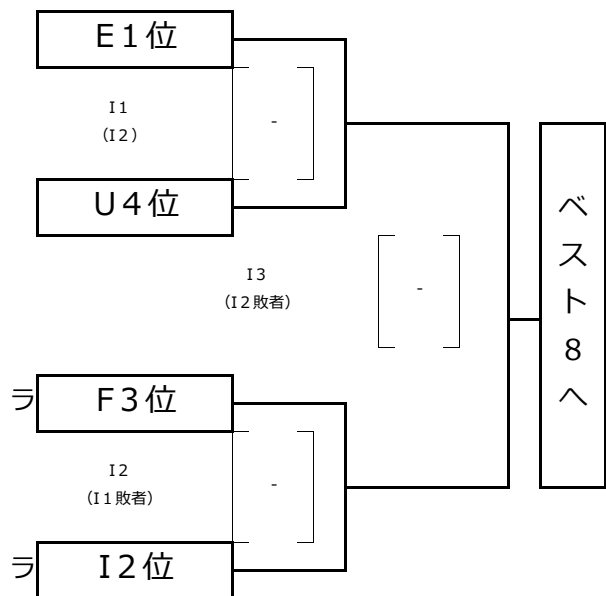 E1位
I1
(I2)
-
U4位
I3
(I2敗者)
-
ラ F3位
I2
(I1敗者)
-
ラ I2位
ベスト8へ